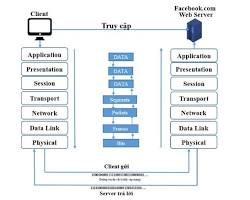 Client
Facebook.com
Web Server
Truy cập
Application
Presentation
Session
Transport
Network
Data Link
Physical
DATA
DATA
DATA
Segments
Packets
Frames
Bits
Application
Presentation
Session
Transport
Network
Data Link
Physical
Client gửi
Server trả lời